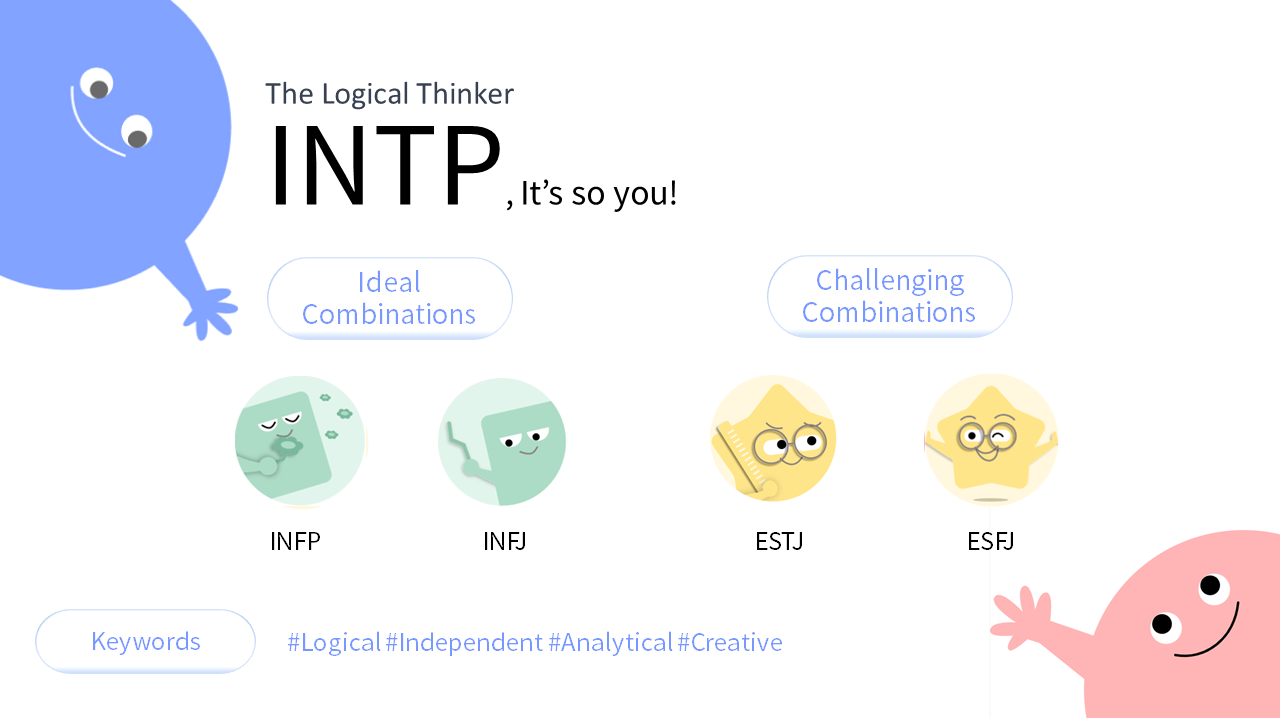 The Logical Thinker
INTP, It’s so you!
Ideal
Combinations
Challenging
Combinations
INFP
INFJ
ESTJ
ESFJ
Keywords
#Logical #Independent #Analytical #Creative